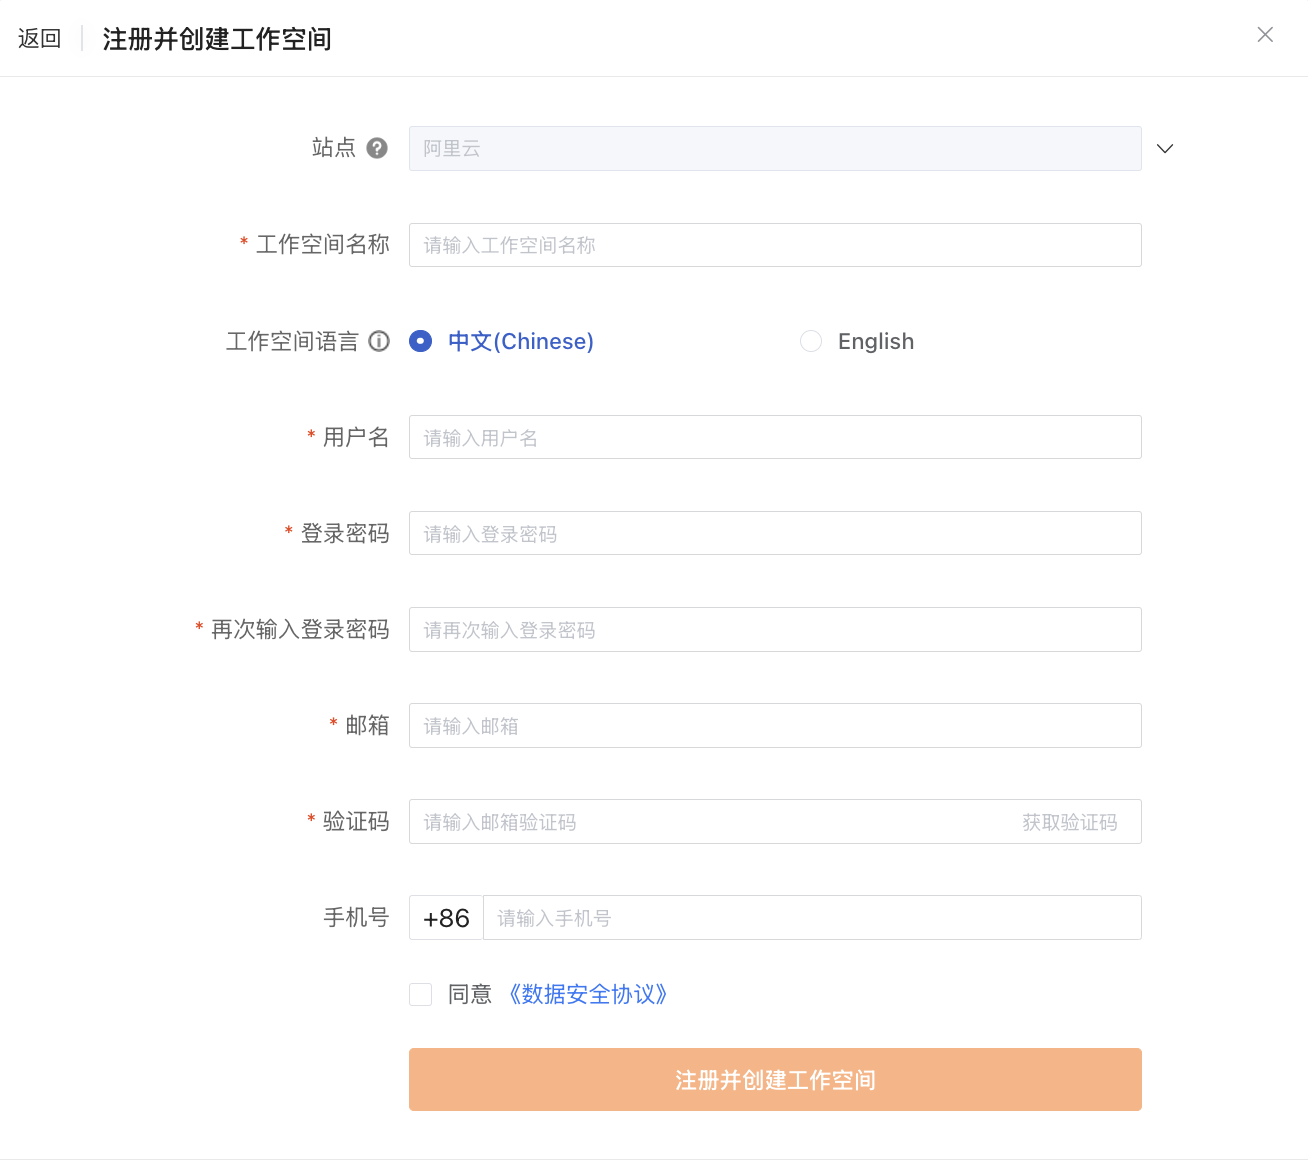 返回 注册并创建工作空间
站点 阿里云
* 工作空间名称 请输入工作空间名称
工作空间语言 中文(Chinese) English
* 用户名 请输入用户名
* 登录密码 请输入登录密码
* 再次输入登录密码 请再次输入登录密码
* 邮箱 请输入邮箱
* 验证码 请输入邮箱验证码 获取验证码
手机号 +86 请输入手机号
同意 《数据安全协议》
注册并创建工作空间